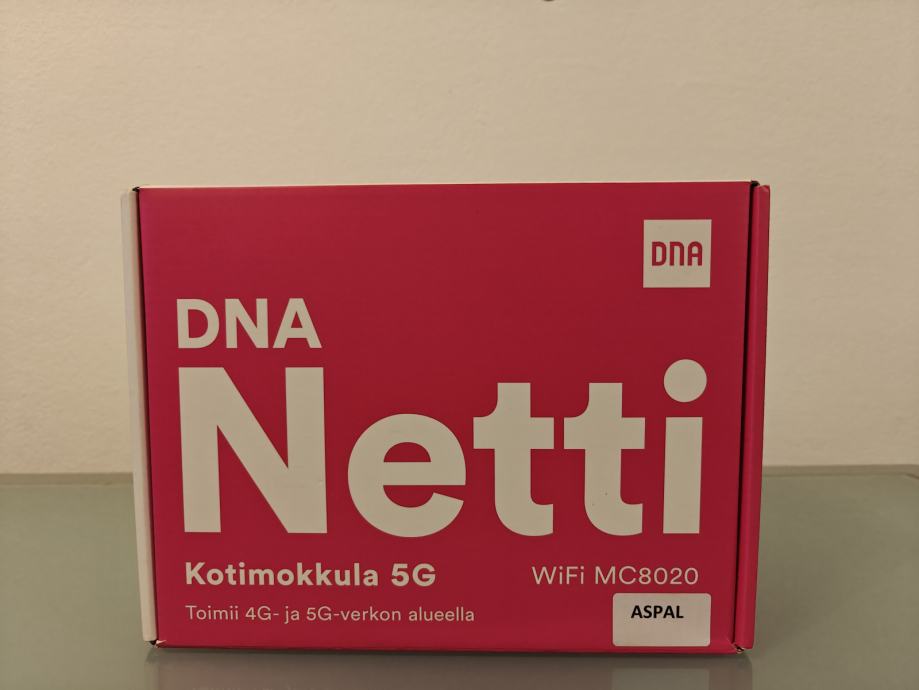 DNA
DNA
Netti
Kotimokkula 5G
WiFi MC8020
Toimii 4G- ja 5G-verkon alueella
ASPAL